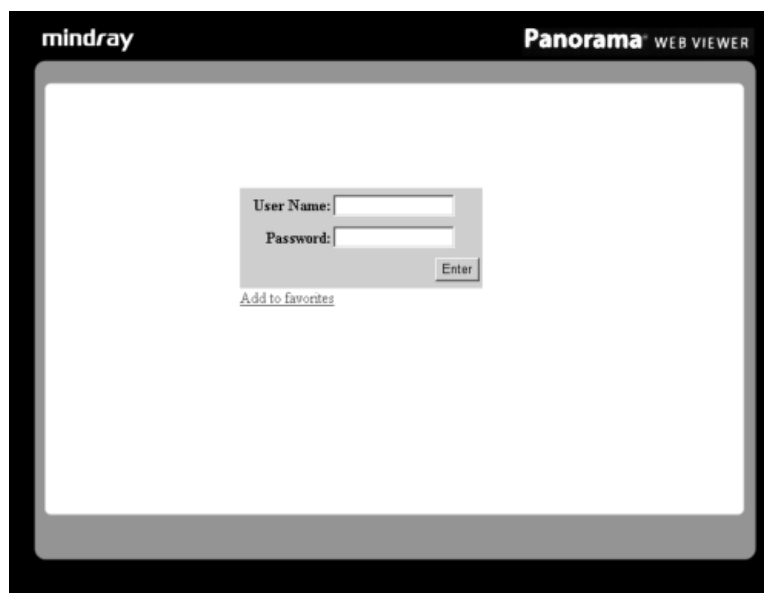 mindray
Panorama WEB VIEWER
User Name:
Password:
Enter
Add to favorites